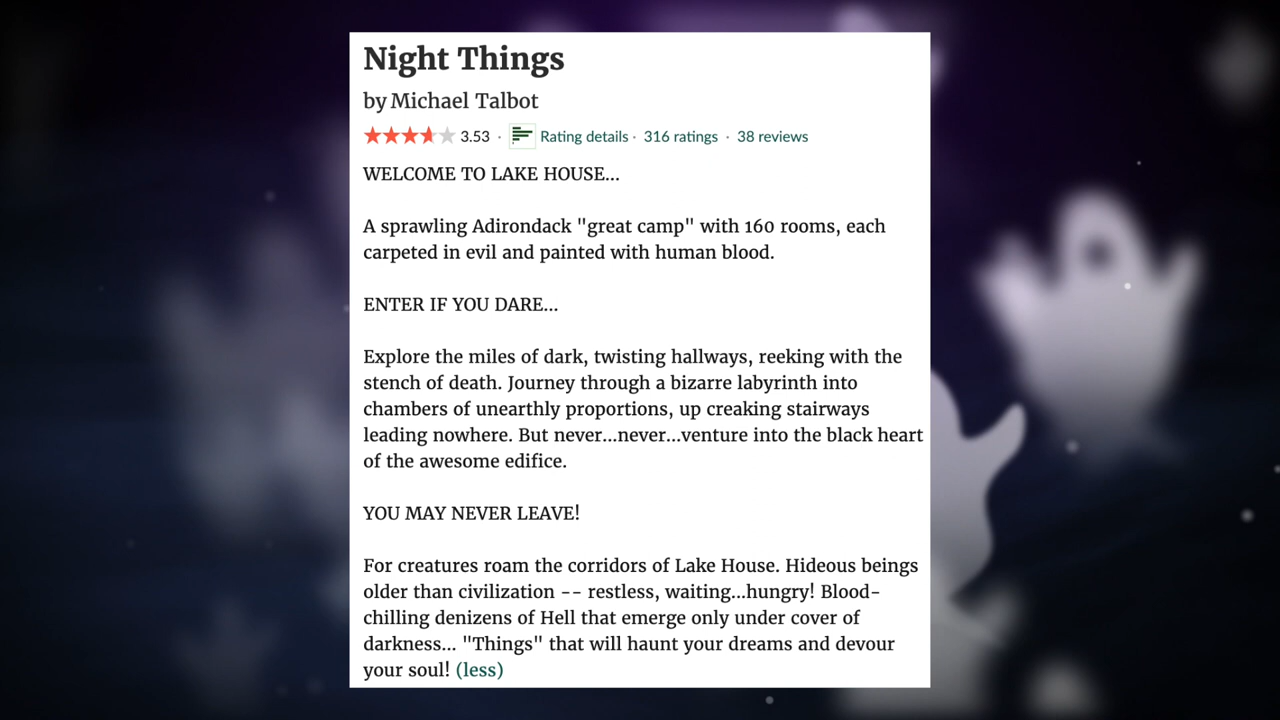 Night Things
by Michael Talbot
3.53 · Rating details · 316 ratings · 38 reviews
WELCOME TO LAKE HOUSE...
A sprawling Adirondack "great camp" with 160 rooms, each
carpeted in evil and painted with human blood.
ENTER IF YOU DARE...
Explore the miles of dark, twisting hallways, reeking with the
stench of death. Journey through a bizarre labyrinth into
chambers of unearthly proportions, up creaking stairways
leading nowhere. But never...never...venture into the black heart
of the awesome edifice.
YOU MAY NEVER LEAVE!
For creatures roam the corridors of Lake House. Hideous beings
older than civilization -- restless, waiting...hungry! Blood-
chilling denizens of Hell that emerge only under cover of
darkness... "Things" that will haunt your dreams and devour
your soul! (less)